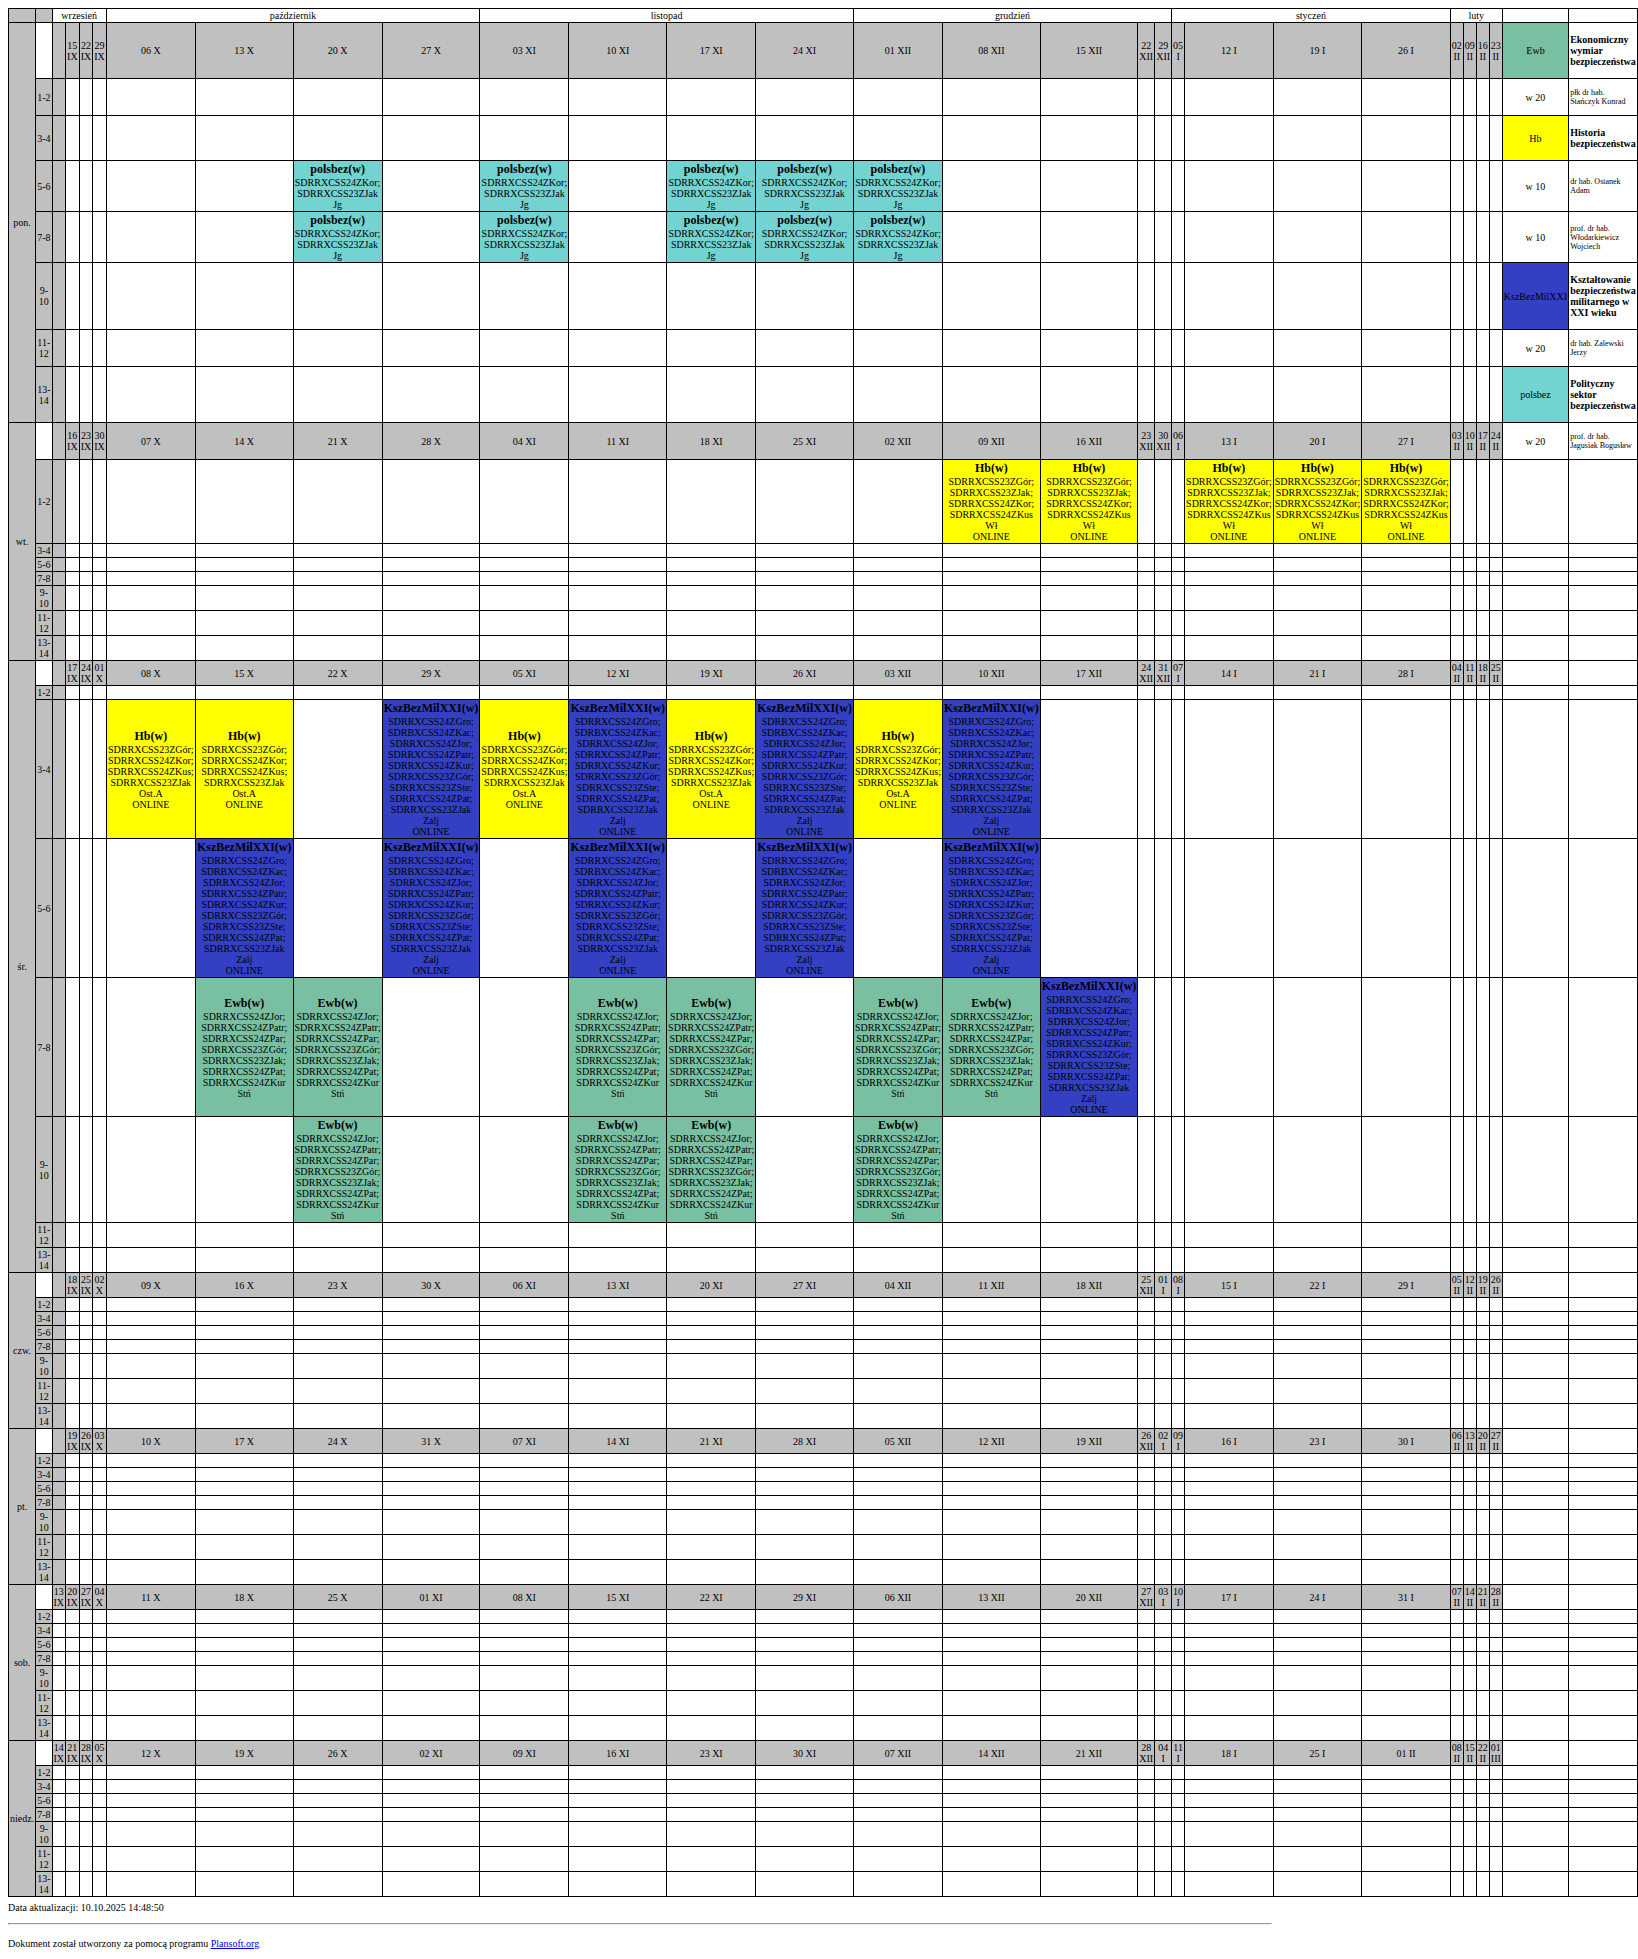 wrzesień październik listopad grudzień styczeń luty
pon. 15 IX 22 IX 29 IX 06 X 13 X 20 X 27 X 03 XI 10 XI 17 XI 24 XI 01 XII 08 XII 15 XII 22 XII 29 XII 05 I 12 I 19 I 26 I 02 II 09 II 16 II 23 II Ewb Ekonomiczny wymiar bezpieczeństwa
1-2 w 20 płk dr hab. Stańczyk Konrad
3-4 Hb Historia bezpieczeństwa
5-6 polsbez(w) polsbez(w) polsbez(w) polsbez(w) polsbez(w) w 10 dr hab. Ostanek Adam
SDRRXCSS24ZKor; SDRRXCSS24ZKor; SDRRXCSS24ZKor; SDRRXCSS24ZKor; SDRRXCSS24ZKor;
SDRRXCSS23ZJak SDRRXCSS23ZJak SDRRXCSS23ZJak SDRRXCSS23ZJak SDRRXCSS23ZJak
Jg Jg Jg Jg Jg
7-8 polsbez(w) polsbez(w) polsbez(w) polsbez(w) polsbez(w) w 10 prof. dr hab. Włodarkiewicz Wojciech
SDRRXCSS24ZKor; SDRRXCSS24ZKor; SDRRXCSS24ZKor; SDRRXCSS24ZKor; SDRRXCSS24ZKor;
SDRRXCSS23ZJak SDRRXCSS23ZJak SDRRXCSS23ZJak SDRRXCSS23ZJak SDRRXCSS23ZJak
Jg Jg Jg Jg Jg
9-10 KszBezMilXXI Kształtowanie bezpieczeństwa militarnego w XXI wieku
11-12 w 20 dr hab. Zalewski Jerzy
13-14 polsbez Polityczny sektor bezpieczeństwa
wt. 16 IX 23 IX 30 IX 07 X 14 X 21 X 28 X 04 XI 11 XI 18 XI 25 XI 02 XII 09 XII 16 XII 23 XII 30 XII 06 I 13 I 20 I 27 I 03 II 10 II 17 II 24 II w 20 prof. dr hab. Jagusiak Bogusław
1-2 Hb(w) Hb(w) Hb(w) Hb(w) Hb(w)
SDRRXCSS23ZGór; SDRRXCSS23ZGór; SDRRXCSS23ZGór; SDRRXCSS23ZGór; SDRRXCSS23ZGór;
SDRRXCSS23ZJak; SDRRXCSS23ZJak; SDRRXCSS23ZJak; SDRRXCSS23ZJak; SDRRXCSS23ZJak;
SDRRXCSS24ZKor; SDRRXCSS24ZKor; SDRRXCSS24ZKor; SDRRXCSS24ZKor; SDRRXCSS24ZKor;
SDRRXCSS24ZKus SDRRXCSS24ZKus SDRRXCSS24ZKus SDRRXCSS24ZKus SDRRXCSS24ZKus
Wł Wł Wł Wł Wł
ONLINE ONLINE ONLINE ONLINE ONLINE
3-4
5-6
7-8
9-10
11-12
13-14
śr. 17 IX 24 IX 01 X 08 X 15 X 22 X 29 X 05 XI 12 XI 19 XI 26 XI 03 XII 10 XII 17 XII 24 XII 31 XII 07 I 14 I 21 I 28 I 04 II 11 II 18 II 25 II
1-2
3-4 Hb(w) Hb(w) KszBezMilXXI(w) Hb(w) KszBezMilXXI(w) Hb(w) KszBezMilXXI(w) Hb(w) KszBezMilXXI(w)
SDRRXCSS23ZGór; SDRRXCSS23ZGór; SDRRXCSS24ZGro; SDRRXCSS23ZGór; SDRRXCSS24ZGro; SDRRXCSS23ZGór; SDRRXCSS24ZGro; SDRRXCSS23ZGór; SDRRXCSS24ZGro;
SDRRXCSS24ZKor; SDRRXCSS24ZKor; SDRBXCSS24ZKac; SDRRXCSS24ZKor; SDRBXCSS24ZKac; SDRRXCSS24ZKor; SDRBXCSS24ZKac; SDRRXCSS24ZKor; SDRBXCSS24ZKac;
SDRRXCSS24ZKus; SDRRXCSS24ZKus; SDRRXCSS24ZJor; SDRRXCSS24ZKus; SDRRXCSS24ZJor; SDRRXCSS24ZKus; SDRRXCSS24ZJor; SDRRXCSS24ZKus; SDRRXCSS24ZJor;
SDRRXCSS23ZJak SDRRXCSS23ZJak SDRRXCSS24ZPatr; SDRRXCSS23ZJak SDRRXCSS24ZPatr; SDRRXCSS23ZJak SDRRXCSS24ZPatr; SDRRXCSS23ZJak SDRRXCSS24ZPatr;
Ost.A Ost.A SDRRXCSS24ZKur; Ost.A SDRRXCSS24ZKur; Ost.A SDRRXCSS24ZKur; Ost.A SDRRXCSS24ZKur;
ONLINE ONLINE SDRRXCSS23ZGór; ONLINE SDRRXCSS23ZGór; ONLINE SDRRXCSS23ZGór; ONLINE SDRRXCSS23ZGór;
SDRRXCSS23ZSte; SDRRXCSS23ZSte; SDRRXCSS23ZSte; SDRRXCSS23ZSte;
SDRRXCSS24ZPat; SDRRXCSS24ZPat; SDRRXCSS24ZPat; SDRRXCSS24ZPat;
SDRRXCSS23ZJak SDRRXCSS23ZJak SDRRXCSS23ZJak SDRRXCSS23ZJak
Zalj Zalj Zalj Zalj
ONLINE ONLINE ONLINE ONLINE
5-6 KszBezMilXXI(w) KszBezMilXXI(w) KszBezMilXXI(w) KszBezMilXXI(w) KszBezMilXXI(w)
SDRRXCSS24ZGro; SDRRXCSS24ZGro; SDRRXCSS24ZGro; SDRRXCSS24ZGro; SDRRXCSS24ZGro;
SDRBXCSS24ZKac; SDRBXCSS24ZKac; SDRBXCSS24ZKac; SDRBXCSS24ZKac; SDRBXCSS24ZKac;
SDRRXCSS24ZJor; SDRRXCSS24ZJor; SDRRXCSS24ZJor; SDRRXCSS24ZJor; SDRRXCSS24ZJor;
SDRRXCSS24ZPatr; SDRRXCSS24ZPatr; SDRRXCSS24ZPatr; SDRRXCSS24ZPatr; SDRRXCSS24ZPatr;
SDRRXCSS24ZKur; SDRRXCSS24ZKur; SDRRXCSS24ZKur; SDRRXCSS24ZKur; SDRRXCSS24ZKur;
SDRRXCSS23ZGór; SDRRXCSS23ZGór; SDRRXCSS23ZGór; SDRRXCSS23ZGór; SDRRXCSS23ZGór;
SDRRXCSS23ZSte; SDRRXCSS23ZSte; SDRRXCSS23ZSte; SDRRXCSS23ZSte; SDRRXCSS23ZSte;
SDRRXCSS24ZPat; SDRRXCSS24ZPat; SDRRXCSS24ZPat; SDRRXCSS24ZPat; SDRRXCSS24ZPat;
SDRRXCSS23ZJak SDRRXCSS23ZJak SDRRXCSS23ZJak SDRRXCSS23ZJak SDRRXCSS23ZJak
Zalj Zalj Zalj Zalj Zalj
ONLINE ONLINE ONLINE ONLINE ONLINE
7-8 Ewb(w) Ewb(w) Ewb(w) Ewb(w) Ewb(w) Ewb(w) KszBezMilXXI(w)
SDRRXCSS24ZJor; SDRRXCSS24ZJor; SDRRXCSS24ZJor; SDRRXCSS24ZJor; SDRRXCSS24ZJor; SDRRXCSS24ZJor; SDRRXCSS24ZGro;
SDRRXCSS24ZPatr; SDRRXCSS24ZPatr; SDRRXCSS24ZPatr; SDRRXCSS24ZPatr; SDRRXCSS24ZPatr; SDRRXCSS24ZPatr; SDRBXCSS24ZKac;
SDRRXCSS24ZPar; SDRRXCSS24ZPar; SDRRXCSS24ZPar; SDRRXCSS24ZPar; SDRRXCSS24ZPar; SDRRXCSS24ZPar; SDRRXCSS24ZJor;
SDRRXCSS23ZGór; SDRRXCSS23ZGór; SDRRXCSS23ZGór; SDRRXCSS23ZGór; SDRRXCSS23ZGór; SDRRXCSS23ZGór; SDRRXCSS24ZPatr;
SDRRXCSS23ZJak; SDRRXCSS23ZJak; SDRRXCSS23ZJak; SDRRXCSS23ZJak; SDRRXCSS23ZJak; SDRRXCSS23ZJak; SDRRXCSS24ZKur;
SDRRXCSS24ZPat; SDRRXCSS24ZPat; SDRRXCSS24ZPat; SDRRXCSS24ZPat; SDRRXCSS24ZPat; SDRRXCSS24ZPat; SDRRXCSS23ZGór;
SDRRXCSS24ZKur SDRRXCSS24ZKur SDRRXCSS24ZKur SDRRXCSS24ZKur SDRRXCSS24ZKur SDRRXCSS24ZKur SDRRXCSS23ZSte;
Stń Stń Stń Stń Stń Stń SDRRXCSS24ZPat;
SDRRXCSS23ZJak
Zalj
ONLINE
9-10 Ewb(w) Ewb(w) Ewb(w) Ewb(w)
SDRRXCSS24ZJor; SDRRXCSS24ZJor; SDRRXCSS24ZJor; SDRRXCSS24ZJor;
SDRRXCSS24ZPatr; SDRRXCSS24ZPatr; SDRRXCSS24ZPatr; SDRRXCSS24ZPatr;
SDRRXCSS24ZPar; SDRRXCSS24ZPar; SDRRXCSS24ZPar; SDRRXCSS24ZPar;
SDRRXCSS23ZGór; SDRRXCSS23ZGór; SDRRXCSS23ZGór; SDRRXCSS23ZGór;
SDRRXCSS23ZJak; SDRRXCSS23ZJak; SDRRXCSS23ZJak; SDRRXCSS23ZJak;
SDRRXCSS24ZPat; SDRRXCSS24ZPat; SDRRXCSS24ZPat; SDRRXCSS24ZPat;
SDRRXCSS24ZKur SDRRXCSS24ZKur SDRRXCSS24ZKur SDRRXCSS24ZKur
Stń Stń Stń Stń
11-12
13-14
czw. 18 IX 25 IX 02 X 09 X 16 X 23 X 30 X 06 XI 13 XI 20 XI 27 XI 04 XII 11 XII 18 XII 25 XII 01 I 08 I 15 I 22 I 29 I 05 II 12 II 19 II 26 II
1-2
3-4
5-6
7-8
9-10
11-12
13-14
pt. 19 IX 26 IX 03 X 10 X 17 X 24 X 31 X 07 XI 14 XI 21 XI 28 XI 05 XII 12 XII 19 XII 26 XII 02 I 09 I 16 I 23 I 30 I 06 II 13 II 20 II 27 II
1-2
3-4
5-6
7-8
9-10
11-12
13-14
sob. 13 IX 20 IX 27 IX 04 X 11 X 18 X 25 X 01 XI 08 XI 15 XI 22 XI 29 XI 06 XII 13 XII 20 XII 27 XII 03 I 10 I 17 I 24 I 31 I 07 II 14 II 21 II 28 II
1-2
3-4
5-6
7-8
9-10
11-12
13-14
niedz. 14 IX 21 IX 28 IX 05 X 12 X 19 X 26 X 02 XI 09 XI 16 XI 23 XI 30 XI 07 XII 14 XII 21 XII 28 XII 04 I 11 I 18 I 25 I 01 II 08 II 15 II 22 II 01 III
1-2
3-4
5-6
7-8
9-10
11-12
13-14
Data aktualizacji: 10.10.2025 14:48:50
Dokument został utworzony za pomocą programu Plansoft.org